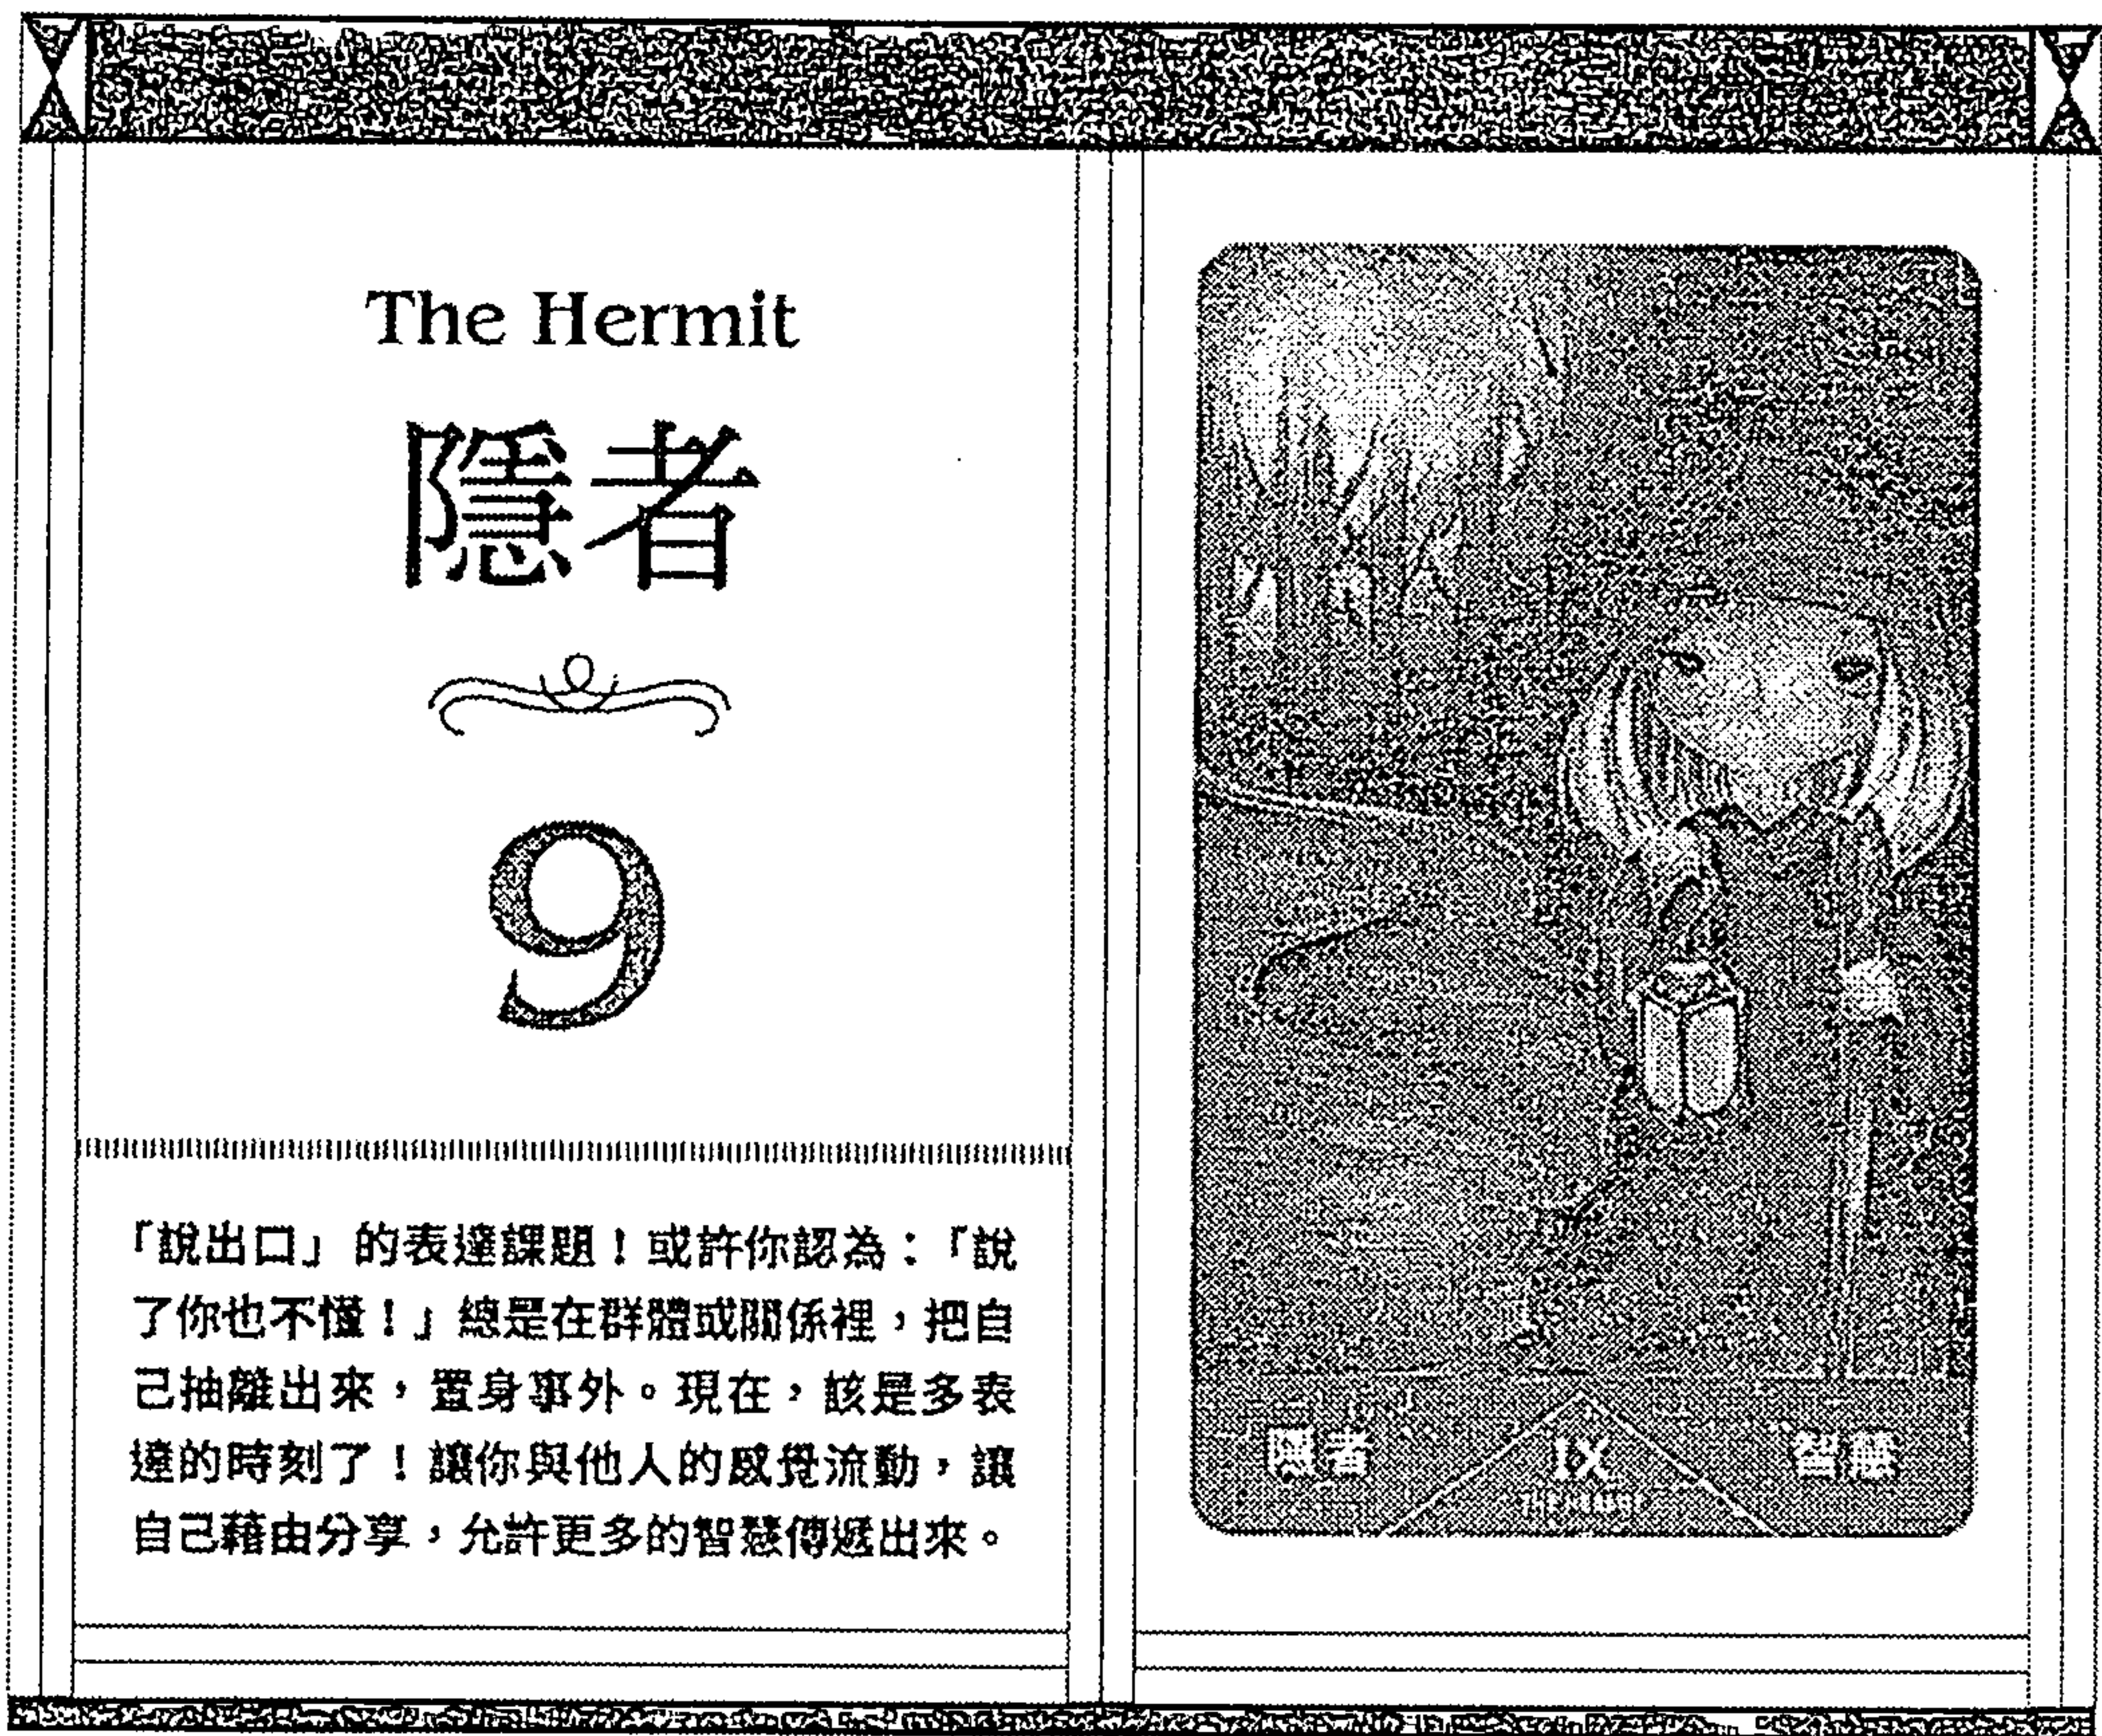 The Hermit
隱者
9
「說出口」的表達課題！或許你認為：「說
了你也不懂！」總是在群體或關係裡，把自
己抽離出來，置身事外。現在，該是多表
達的時刻了！讓你與他人的感覺流動，讓
自己藉由分享，允許更多的智慧傳遞出來。
隱者
IX
THE HERMIT
智慧